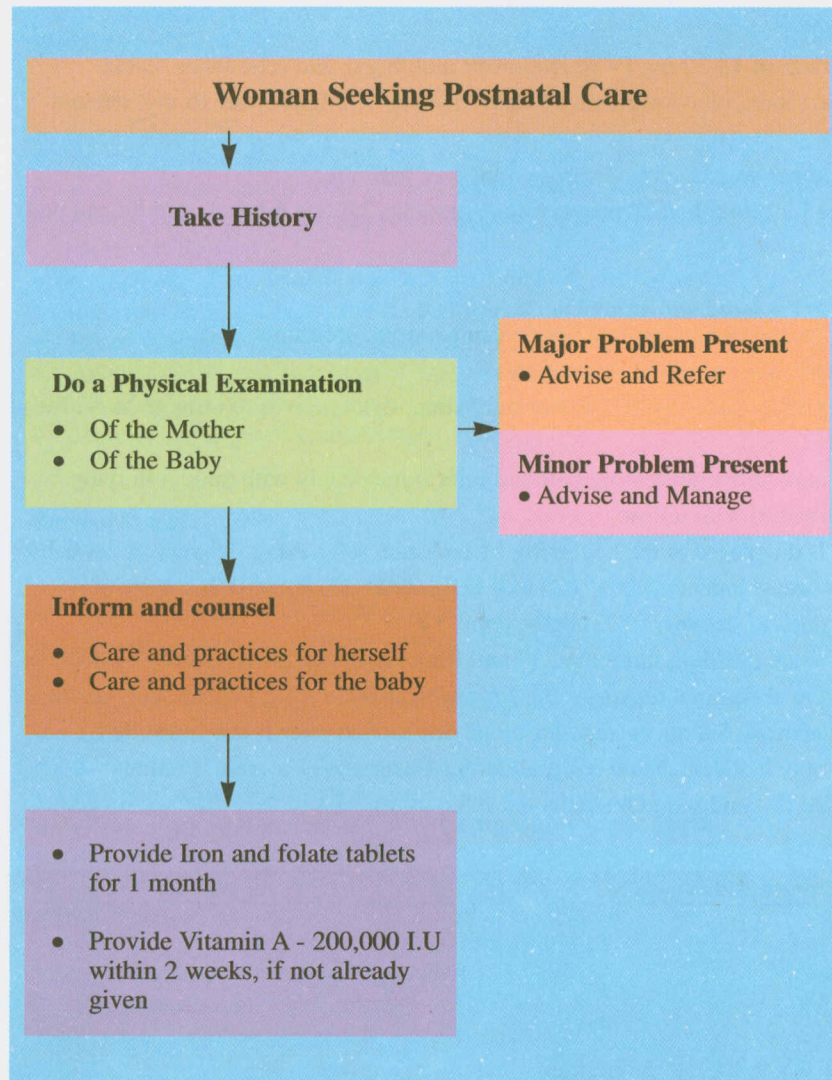 Woman Seeking Postnatal Care
Take History
Do a Physical Examination
• Of the Mother
• Of the Baby
Major Problem Present
• Advise and Refer
Minor Problem Present
• Advise and Manage
Inform and counsel
• Care and practices for herself
• Care and practices for the baby
• Provide Iron and folate tablets
for 1 month
• Provide Vitamin A - 200,000 I.U
within 2 weeks, if not already
given